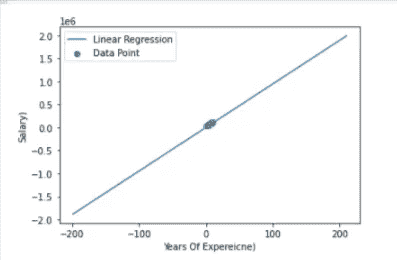 1e6
Linear Regression
Data Point
2.0
1.5
1.0
0.5
0.0
-0.5
-1.0
-1.5
-2.0
Salary)
-200 -100 0 100 200
Years Of Expereicne)